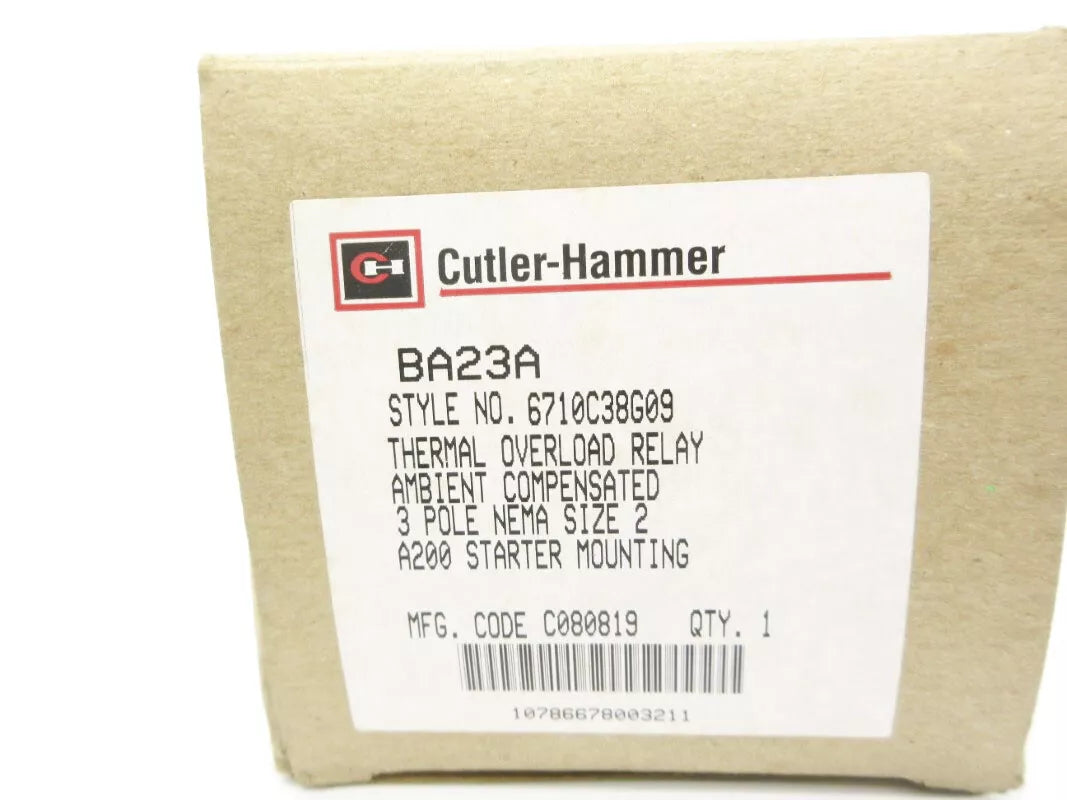 CH Cutler-Hammer
BA23A
STYLE NO. 6710C38G09
THERMAL OVERLOAD RELAY
AMBIENT COMPENSATED
3 POLE NEMA SIZE 2
A200 STARTER MOUNTING
MFG. CODE C080819 QTY. 1
10786678003211